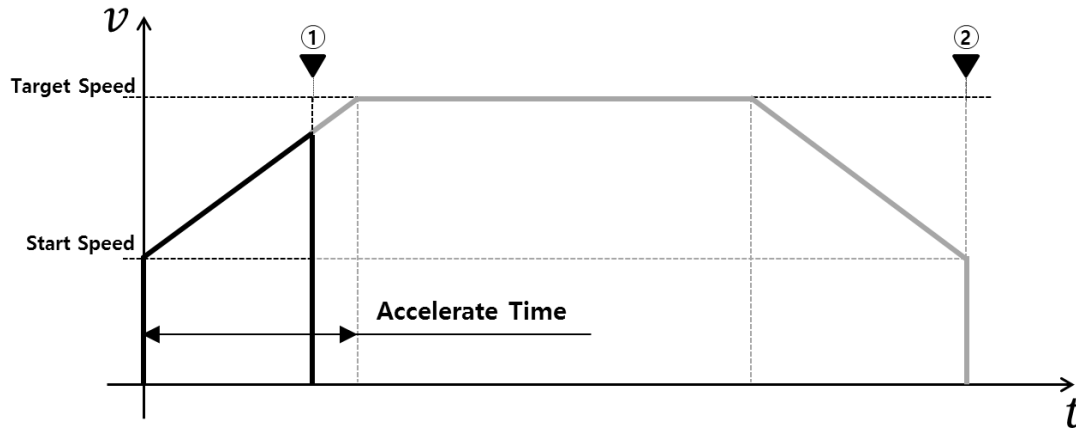 v
①
②
Target Speed
Start Speed
Accelerate Time
t